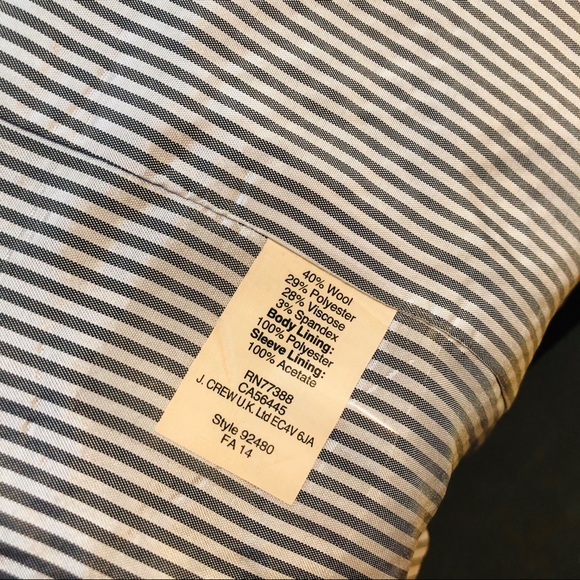 40% Wool
29% Polyester
28% Viscose
3% Spandex
Body Lining:
100% Polyester
Sleeve Lining:
100% Acetate
RN77388
CA56445
J. CREW U.K. Ltd EC4V 6JA
Style 92480
FA 14